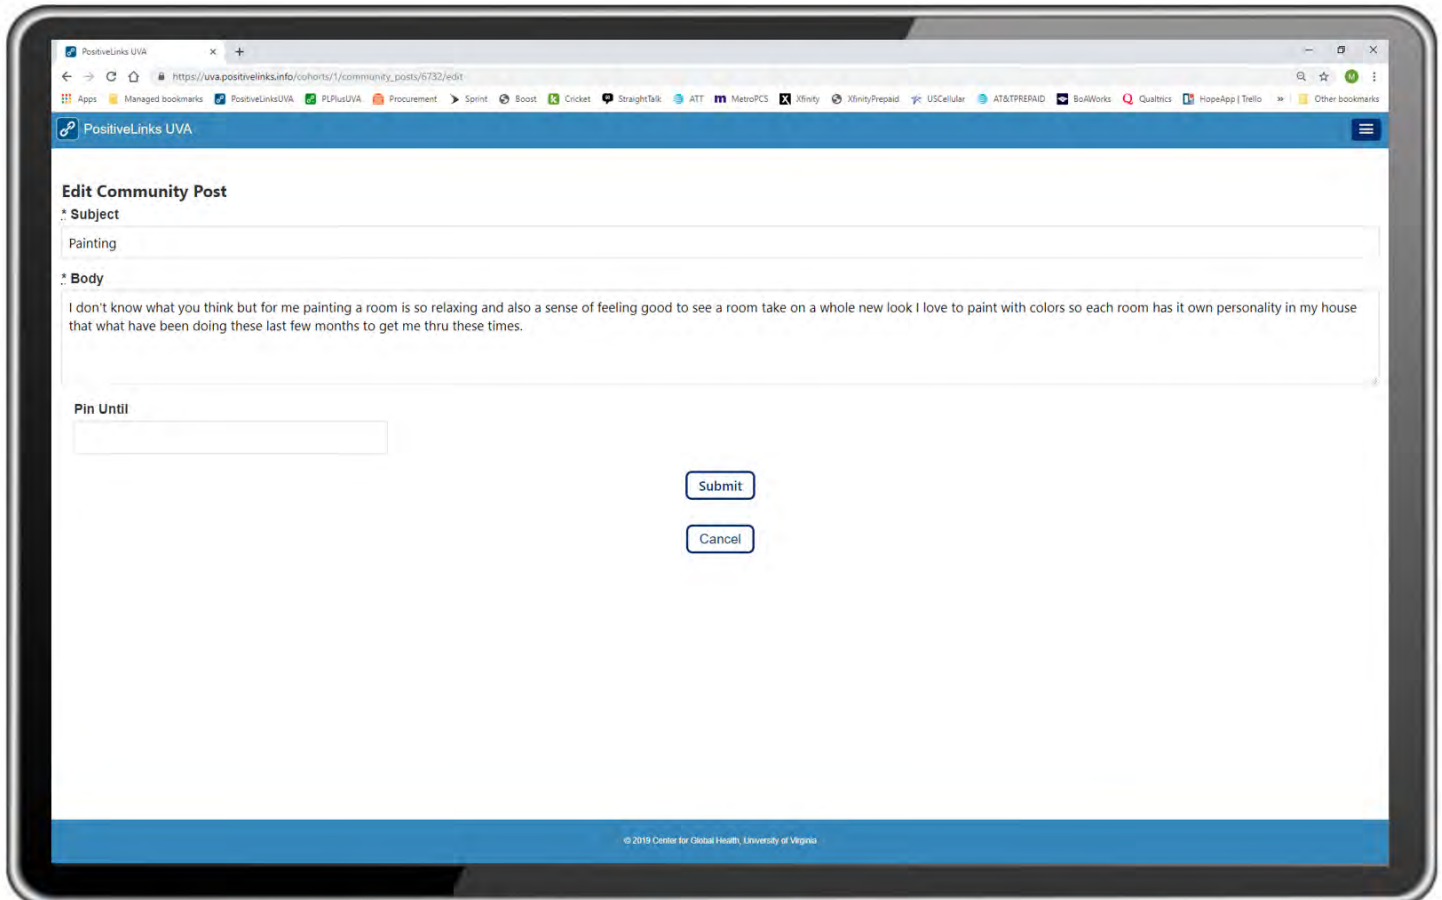 PositiveLinks UVA
https://uva.positivelinks.info/cohorts/1/community_posts/6732/edit
Apps Managed bookmarks PositiveLinksUVA PLPlusUVA Procurement Sprint Boost Cricket StraightTalk ATT MetroPCS Xfinity XfinityPrepaid USCellular AT&TPREPAID BoAWorks Qualtrics HopeApp | Trello » Other bookmarks
PositiveLinks UVA
Edit Community Post
* Subject
Painting
* Body
I don't know what you think but for me painting a room is so relaxing and also a sense of feeling good to see a room take on a whole new look I love to paint with colors so each room has it own personality in my house
that what have been doing these last few months to get me thru these times.
Pin Until
Submit
Cancel
© 2019 Center for Global Health, University of Virginia